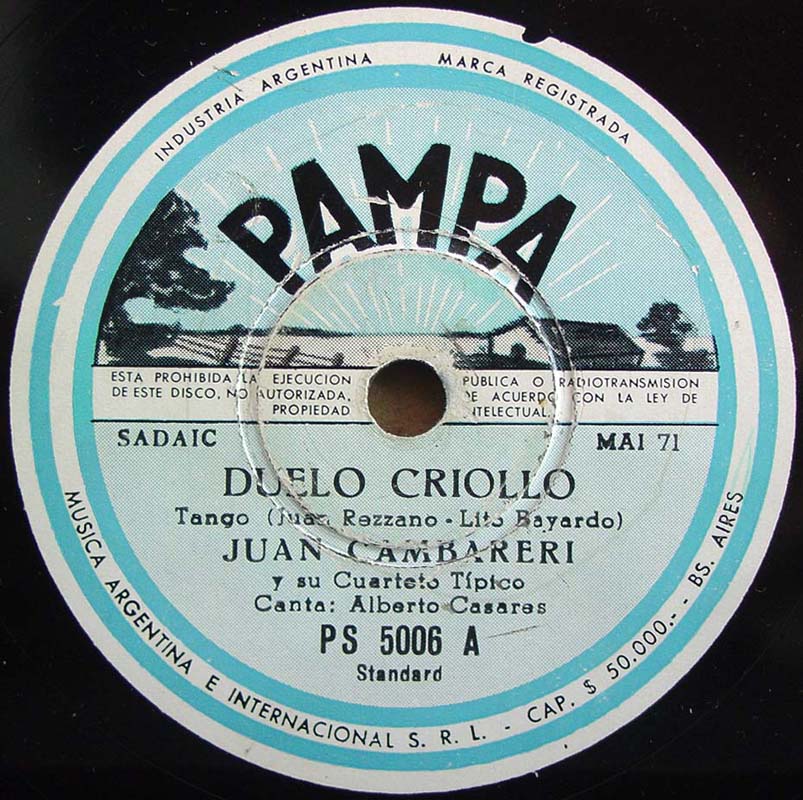 INDUSTRIA ARGENTINA MARCA REGISTRADA
PAMPA
ESTA PROHIBIDA LA EJECUCION PUBLICA O RADIOTRANSMISION
DE ESTE DISCO, NO AUTORIZADA, DE ACUERDO CON LA LEY DE
PROPIEDAD INTELECTUAL.
SADAIC MAI 71
DUELO CRIOLLO
Tango (Juan Rezzano - Lito Bayardo)
JUAN CAMBARERI
y su Cuarteto Típico
Canta: Alberto Casares
PS 5006 A
Standard
MUSICA ARGENTINA E INTERNACIONAL S. R. L. - CAP. $ 50.000.- - BS. AIRES